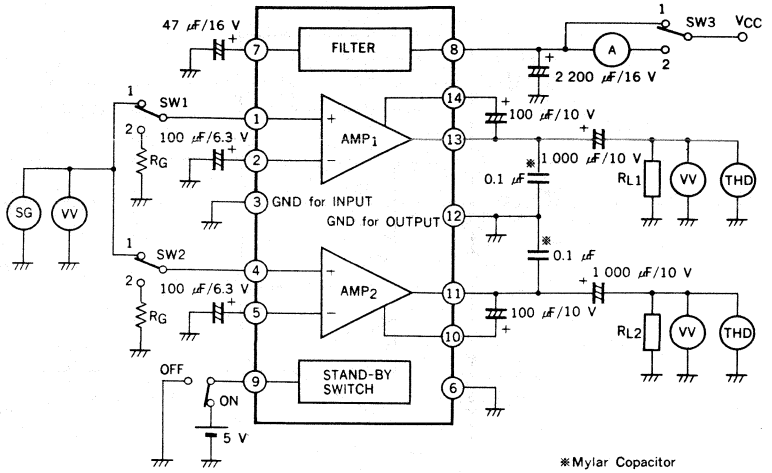 47 μF/16 V
+
7
FILTER
8
1
SW3
VCC
A
2
+
2 200 μF/16 V
1
SW1
14
+
100 μF/10 V
1
+
AMP1
13
2
100 μF/6.3 V
+
2
−
+
1 000 μF/10 V
RG
※
0.1 μF
RL1
VV
THD
3
GND for INPUT
GND for OUTPUT
12
SG
VV
1
SW2
※
0.1 μF
4
+
AMP2
11
+
1 000 μF/10 V
2
100 μF/6.3 V
+
5
−
100 μF/10 V
+
10
RG
RL2
VV
THD
OFF
9
STAND-BY
SWITCH
6
ON
5 V
※Mylar Copacitor